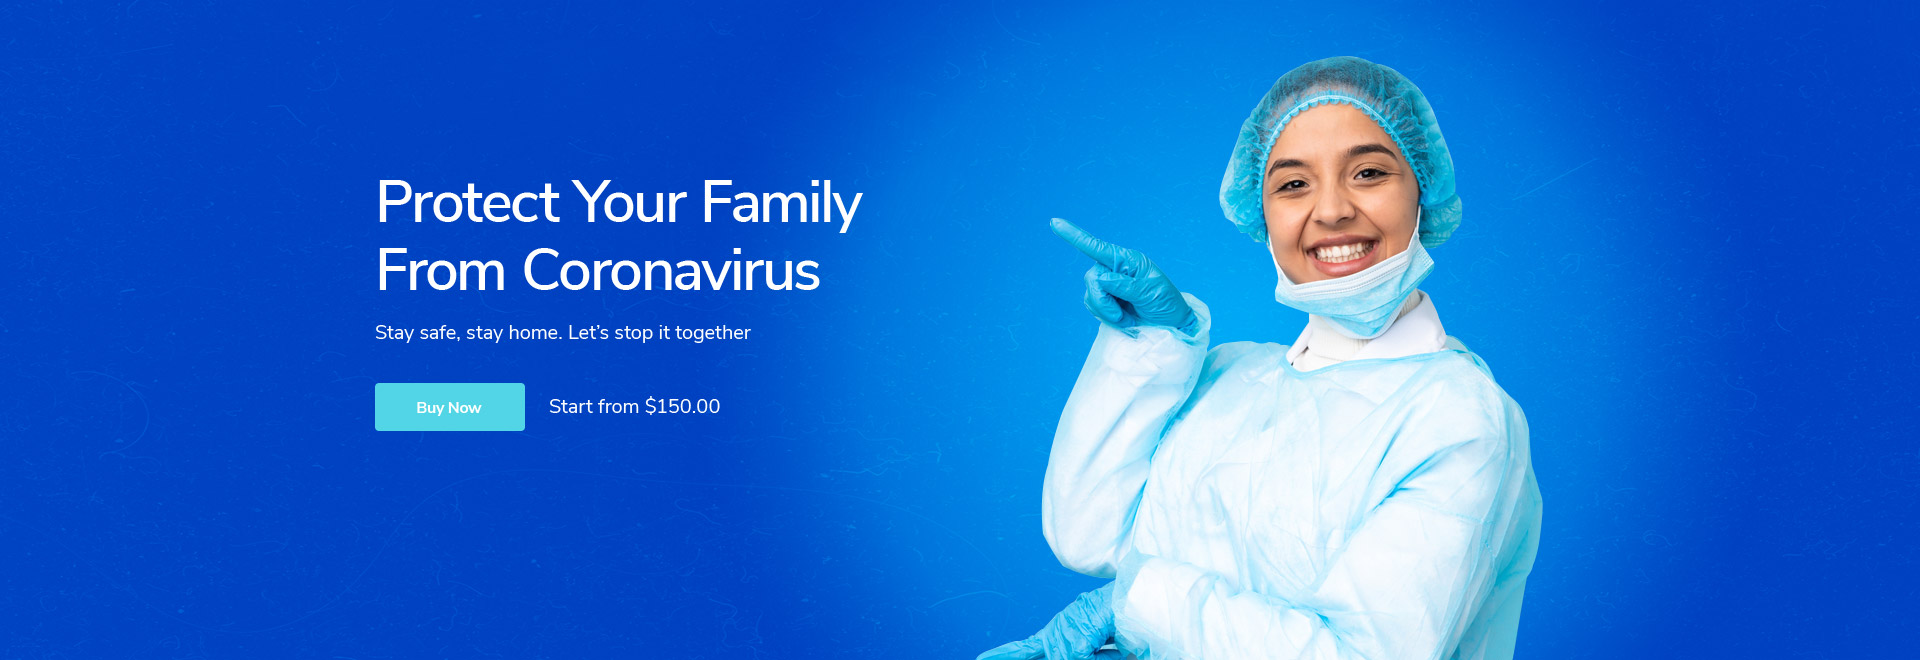 Protect Your Family
From Coronavirus
Stay safe, stay home. Let’s stop it together
Buy Now
Start from $150.00